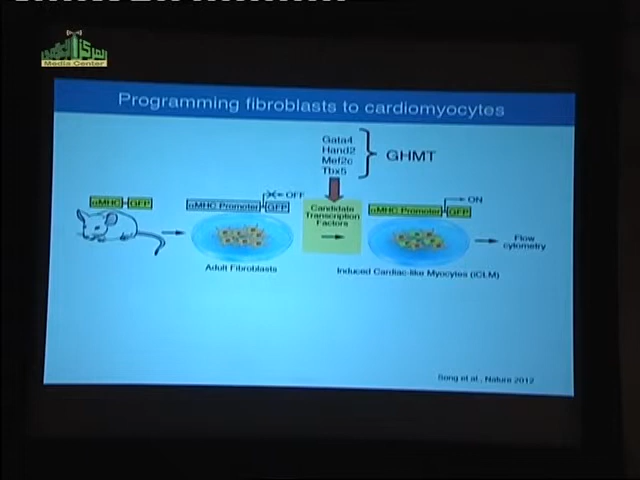 المركز الإعلامي
Media Center
Programming fibroblasts to cardiomyocytes
Gata4
Hand2
Mef2c
Tbx5
GHMT
αMHC GFP
αMHC Promoter GFP
OFF
Candidate
Transcription
Factors
αMHC Promoter GFP
ON
Flow
cytometry
Adult Fibroblasts
Induced Cardiac-like Myocytes (iCLM)
Song et al., Nature 2012